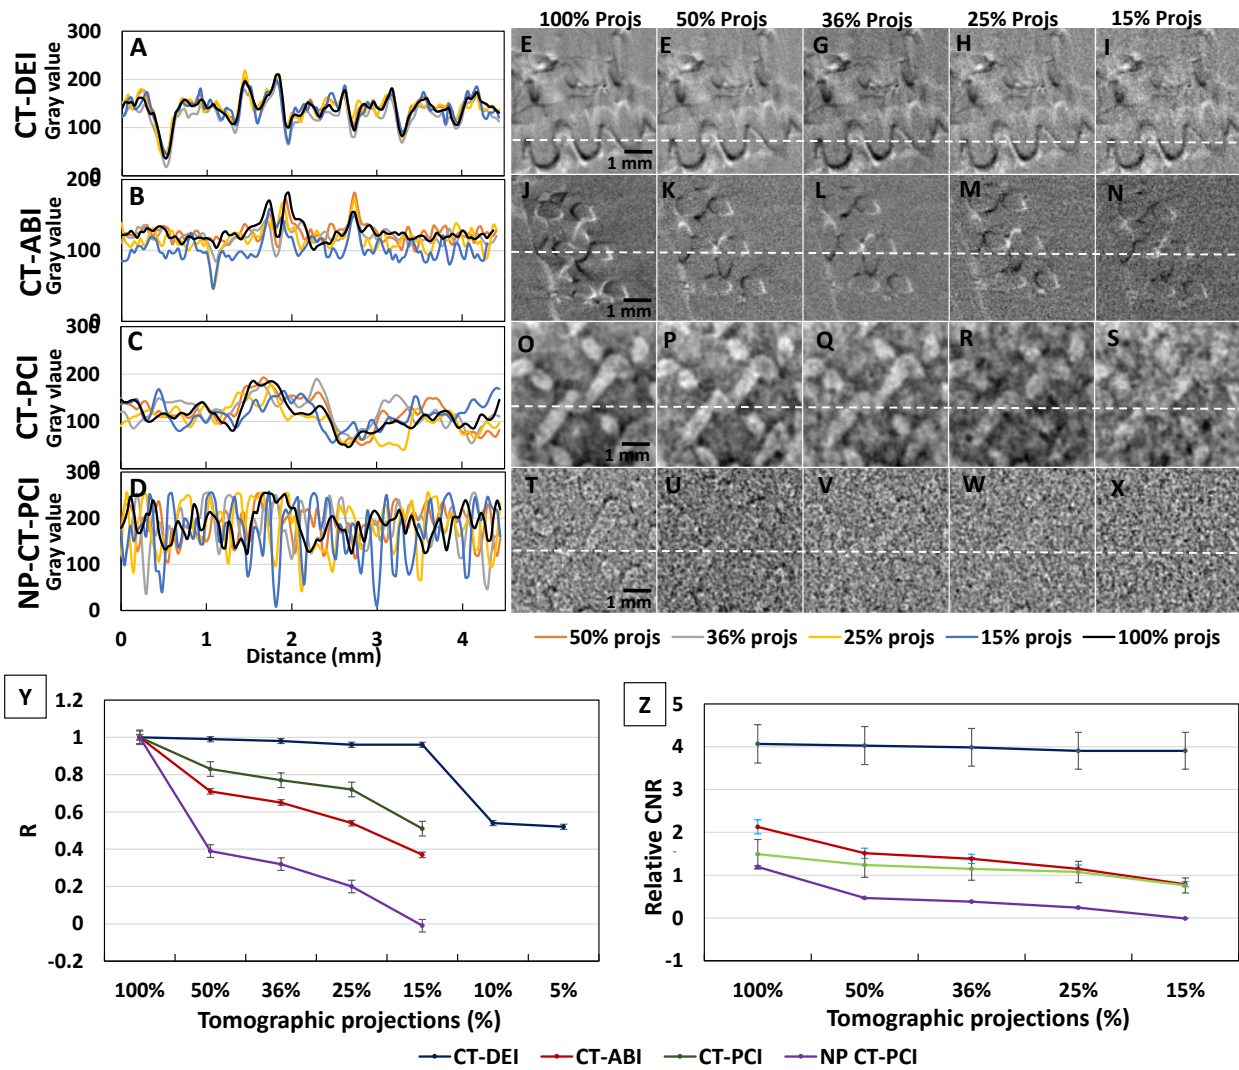 100% Projs 50% Projs 36% Projs 25% Projs 15% Projs
CT-DEI
Gray value
300
200
100
0
A
E E G H I
1 mm
CT-ABI
Gray value
200
100
0
B
J K L M N
1 mm
CT-PCI
Gray vlaue
300
200
100
0
C
O P Q R S
1 mm
NP-CT-PCI
Gray value
300
200
100
0
D
T U V W X
1 mm
0 1 2 3 4
Distance (mm)
50% projs 36% projs 25% projs 15% projs 100% projs
Y
1.2
1
0.8
0.6
0.4
0.2
0
-0.2
R
100% 50% 36% 25% 15% 10% 5%
Tomographic projections (%)
Z
5
4
3
2
1
0
-1
Relative CNR
100% 50% 36% 25% 15%
Tomographic projections (%)
CT-DEI CT-ABI CT-PCI NP CT-PCI